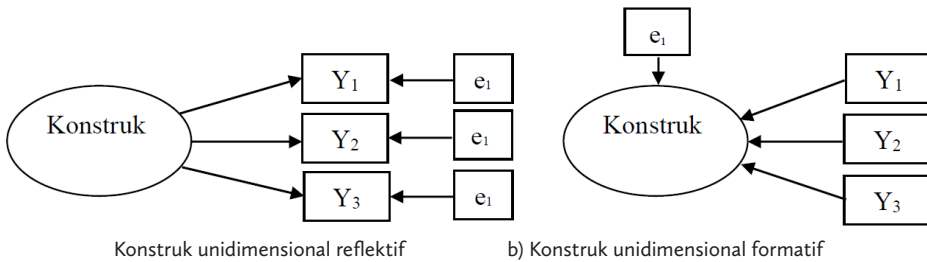 Konstruk
Y1
e1
Y2
e1
Y3
e1
Konstruk unidimensional reflektif
e1
Konstruk
Y1
Y2
Y3
b) Konstruk unidimensional formatif